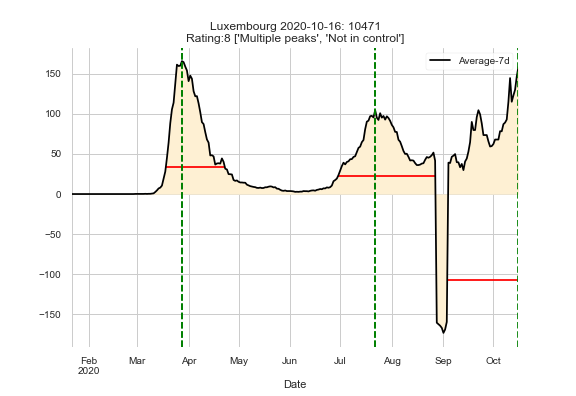 Luxembourg 2020-10-16: 10471
Rating:8 ['Multiple peaks', 'Not in control']
Average-7d
150
100
50
0
−50
−100
−150
Feb Mar Apr May Jun Jul Aug Sep Oct
2020
Date